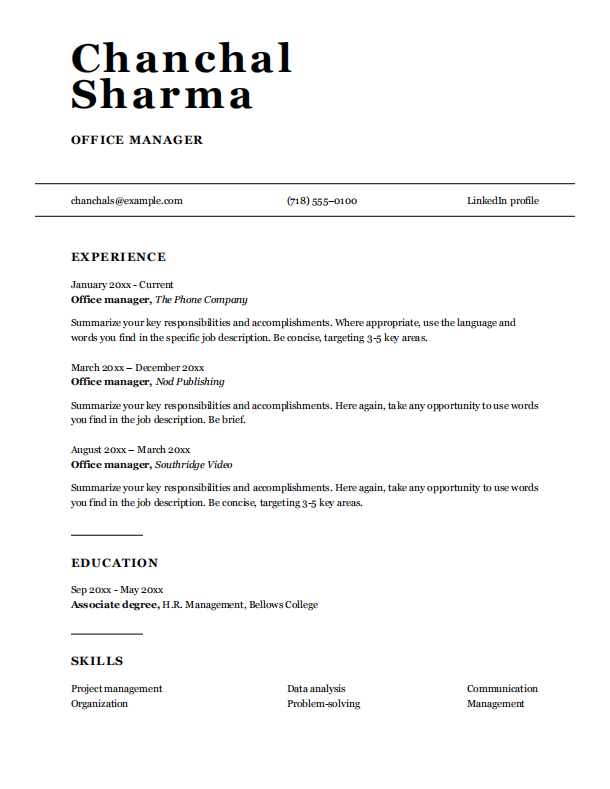 Chanchal
Sharma
OFFICE MANAGER
chanchals@example.com (718) 555–0100 LinkedIn profile
EXPERIENCE
January 20xx - Current
Office manager, The Phone Company
Summarize your key responsibilities and accomplishments. Where appropriate, use the language and
words you find in the specific job description. Be concise, targeting 3-5 key areas.
March 20xx – December 20xx
Office manager, Nod Publishing
Summarize your key responsibilities and accomplishments. Here again, take any opportunity to use words
you find in the job description. Be brief.
August 20xx – March 20xx
Office manager, Southridge Video
Summarize your key responsibilities and accomplishments. Here again, take any opportunity to use words
you find in the job description. Be concise, targeting 3-5 key areas.
EDUCATION
Sep 20xx - May 20xx
Associate degree, H.R. Management, Bellows College
SKILLS
Project management Data analysis Communication
Organization Problem-solving Management